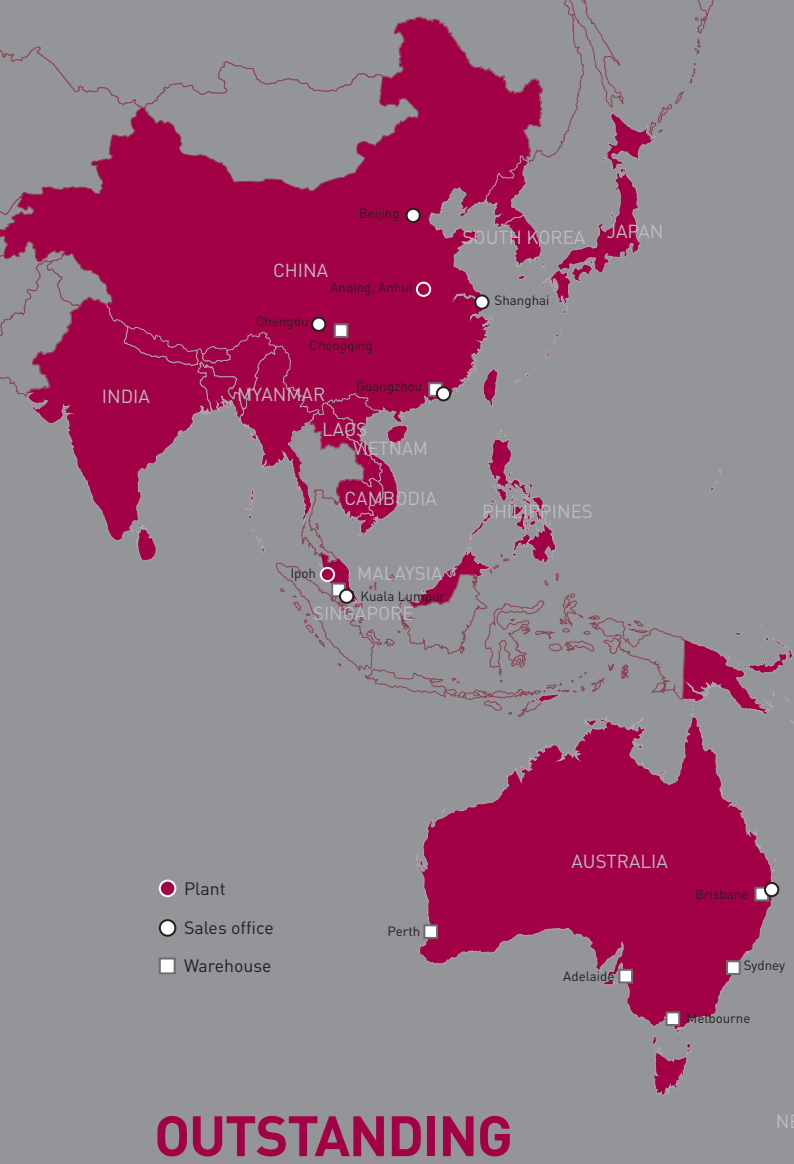 Beijing
SOUTH KOREA
JAPAN
CHINA
Anqing, Anhui
Shanghai
Chengdu
Chongqing
Guangzhou
INDIA
MYANMAR
LAOS
VIETNAM
CAMBODIA
PHILIPPINES
Ipoh
MALAYSIA
Kuala Lumpur
SINGAPORE
AUSTRALIA
Plant
Brisbane
Sales office
Perth
Warehouse
Sydney
Adelaide
Melbourne
NE
OUTSTANDING